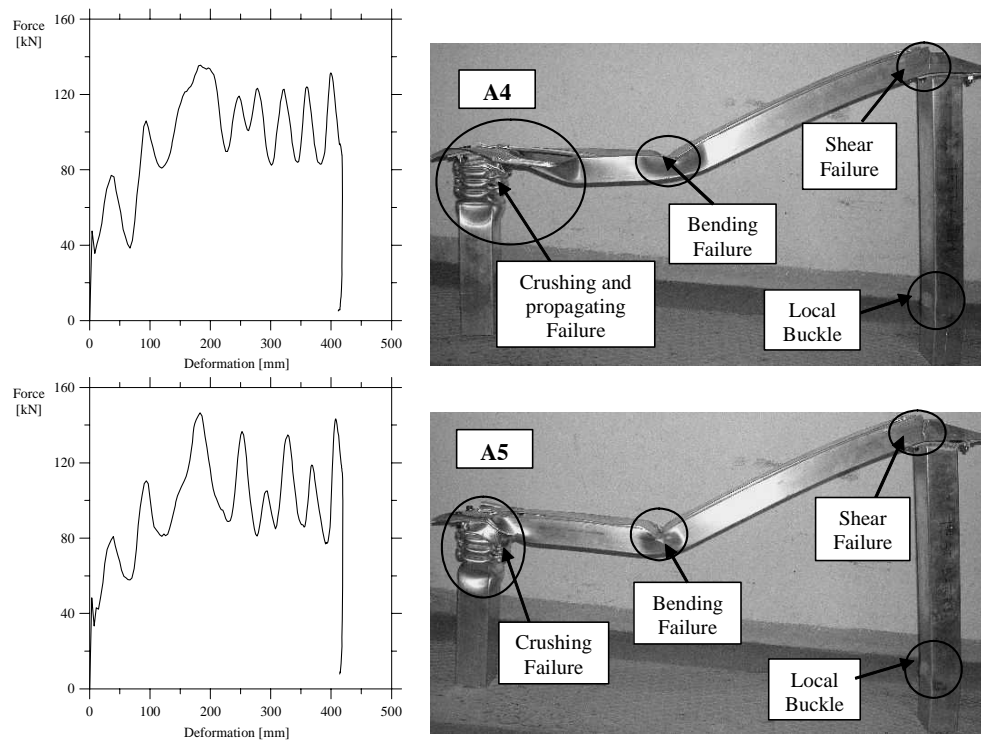 Force
[kN]
160
120
80
40
0
0 100 200 300 400 500
Deformation [mm]
A4
Shear
Failure
Bending
Failure
Crushing and
propagating
Failure
Local
Buckle
Force
[kN]
160
120
80
40
0
0 100 200 300 400 500
Deformation [mm]
A5
Shear
Failure
Bending
Failure
Crushing
Failure
Local
Buckle